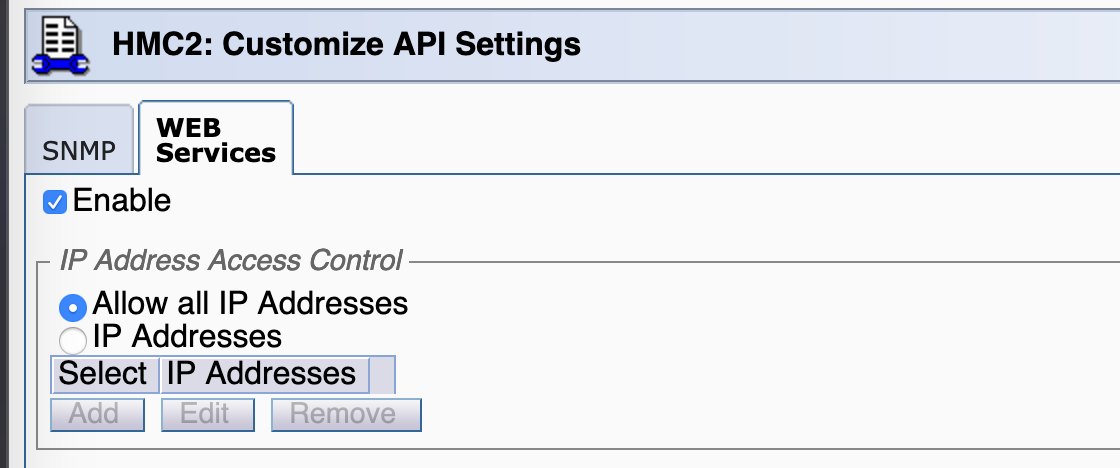 HMC2: Customize API Settings
SNMP
WEB
Services
Enable
IP Address Access Control
Allow all IP Addresses
IP Addresses
Select IP Addresses
Add Edit Remove